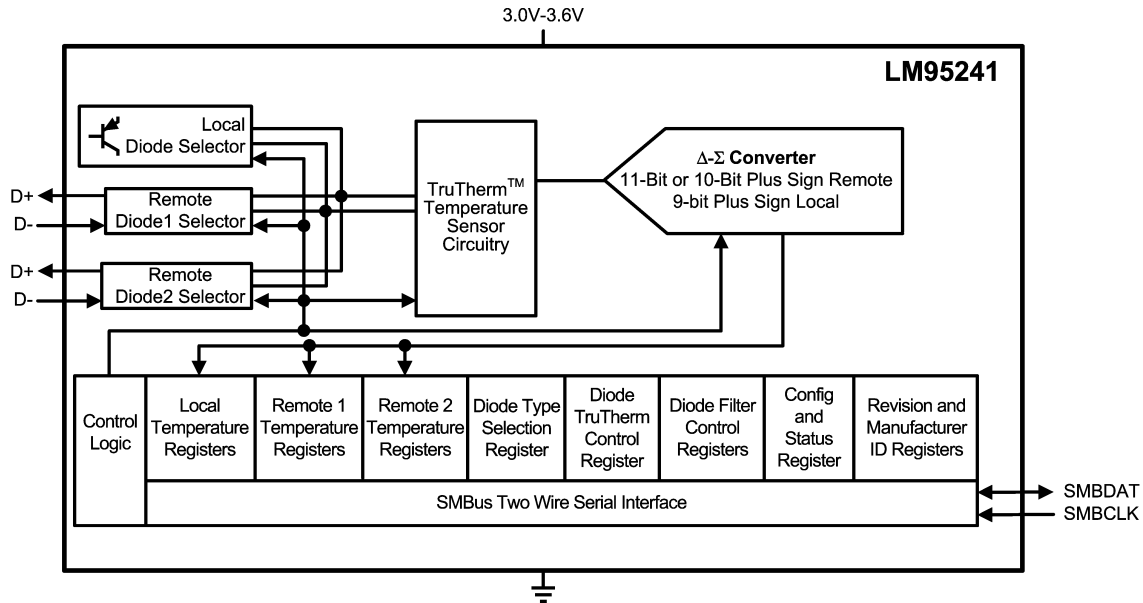 3.0V-3.6V
LM95241
Local
Diode Selector
D+
D-
Remote
Diode1 Selector
D+
D-
Remote
Diode2 Selector
TruTherm™
Temperature
Sensor
Circuitry
Δ-Σ Converter
11-Bit or 10-Bit Plus Sign Remote
9-bit Plus Sign Local
Control
Logic
Local
Temperature
Registers
Remote 1
Temperature
Registers
Remote 2
Temperature
Registers
Diode Type
Selection
Register
Diode
TruTherm
Control
Register
Diode Filter
Control
Registers
Config
and
Status
Register
Revision and
Manufacturer
ID Registers
SMBus Two Wire Serial Interface
SMBDAT
SMBCLK